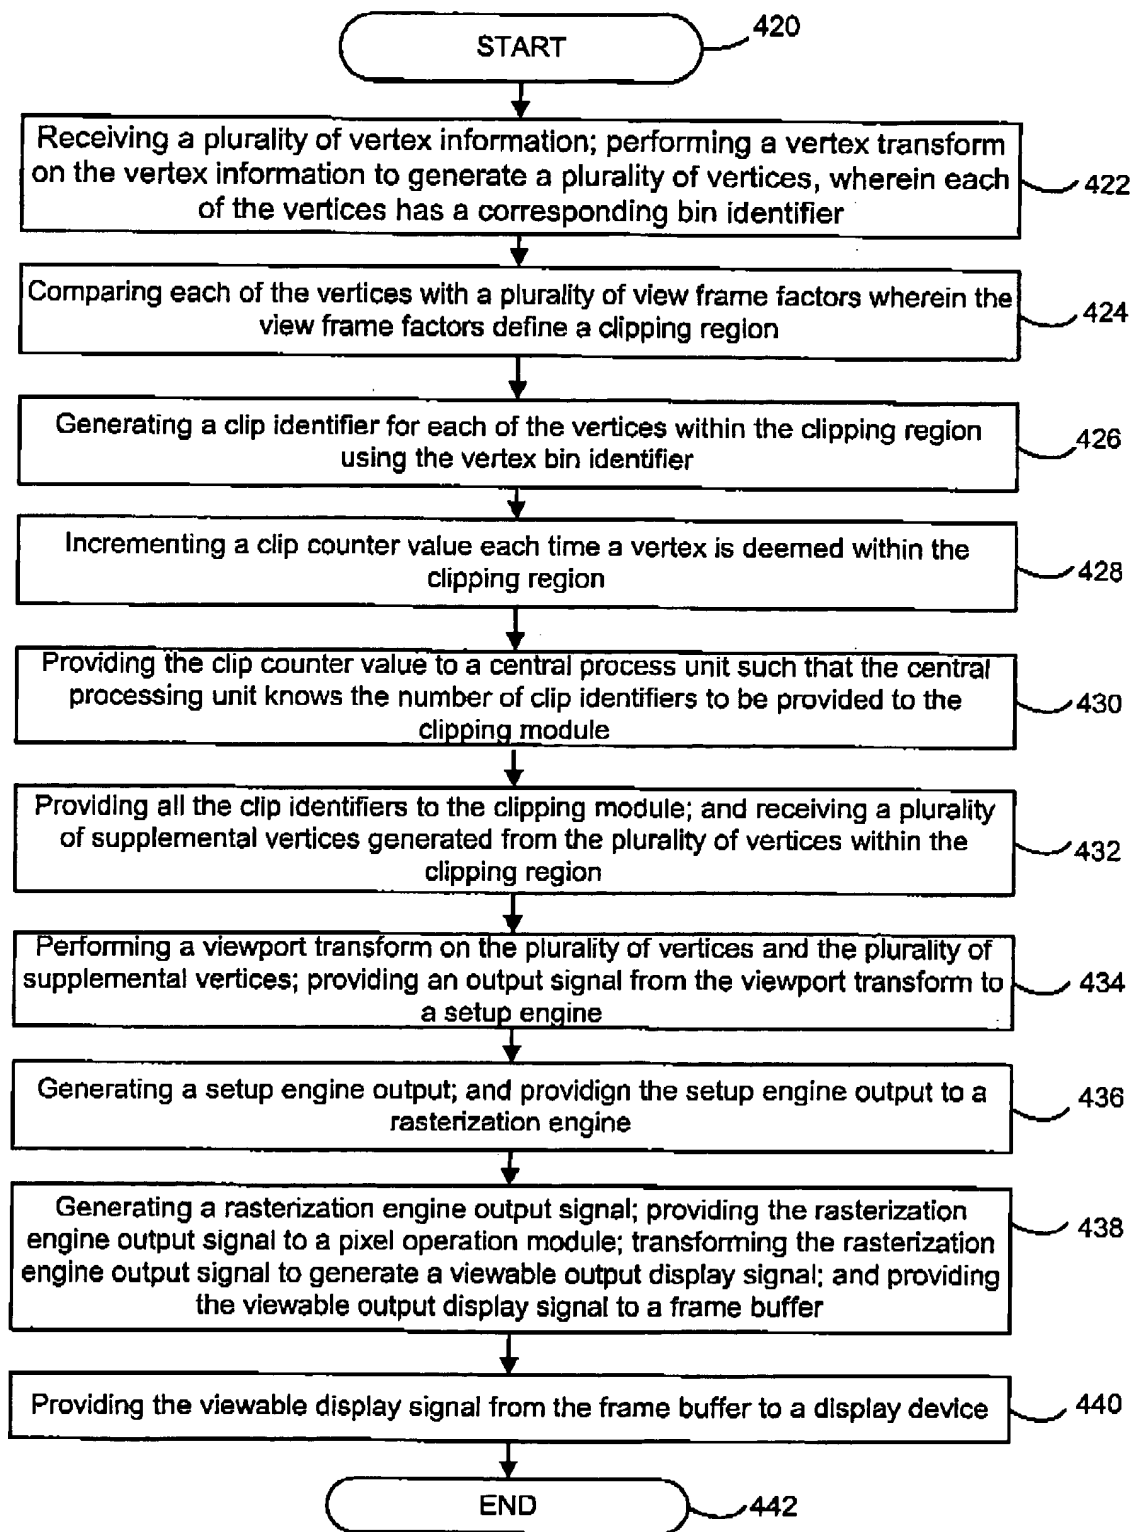 START
420
Receiving a plurality of vertex information; performing a vertex transform
on the vertex information to generate a plurality of vertices, wherein each
of the vertices has a corresponding bin identifier
422
Comparing each of the vertices with a plurality of view frame factors wherein the
view frame factors define a clipping region
424
Generating a clip identifier for each of the vertices within the clipping region
using the vertex bin identifier
426
Incrementing a clip counter value each time a vertex is deemed within the
clipping region
428
Providing the clip counter value to a central process unit such that the central
processing unit knows the number of clip identifiers to be provided to the
clipping module
430
Providing all the clip identifiers to the clipping module; and receiving a plurality
of supplemental vertices generated from the plurality of vertices within the
clipping region
432
Performing a viewport transform on the plurality of vertices and the plurality of
supplemental vertices; providing an output signal from the viewport transform to
a setup engine
434
Generating a setup engine output; and providign the setup engine output to a
rasterization engine
436
Generating a rasterization engine output signal; providing the rasterization
engine output signal to a pixel operation module; transforming the rasterization
engine output signal to generate a viewable output display signal; and providing
the viewable output display signal to a frame buffer
438
Providing the viewable display signal from the frame buffer to a display device
440
END
442